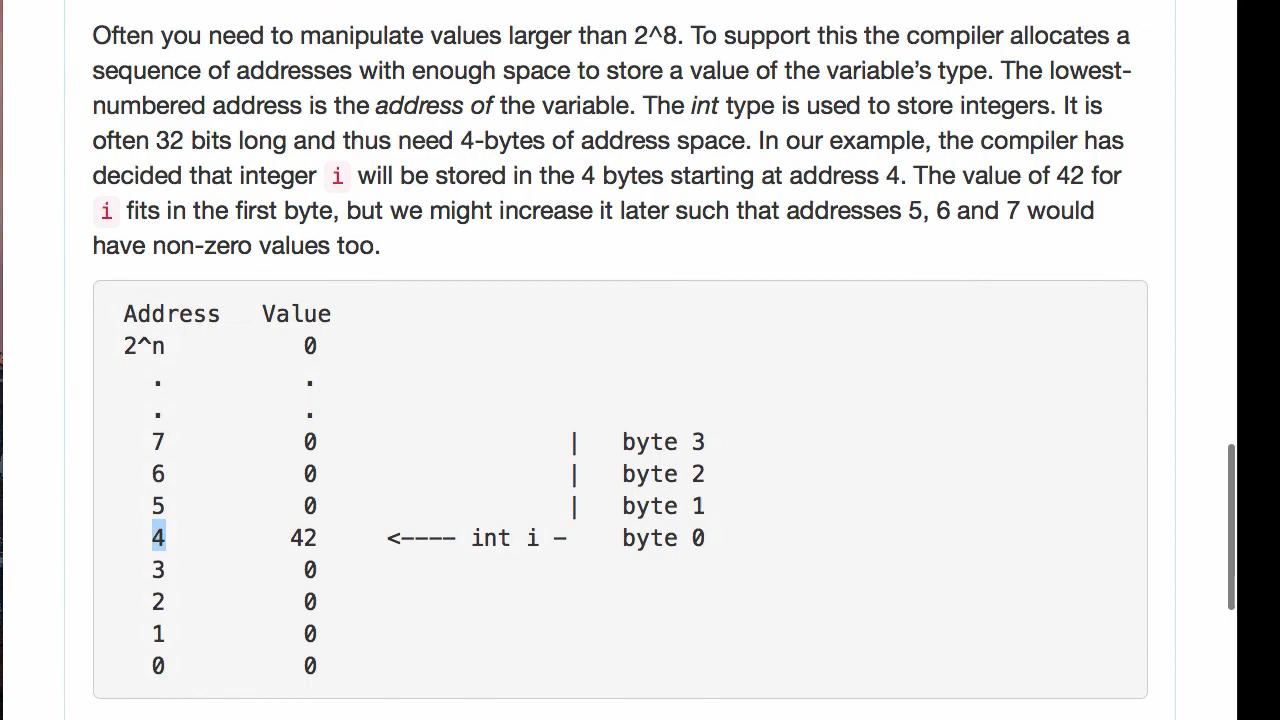 Often you need to manipulate values larger than 2^8. To support this the compiler allocates a
sequence of addresses with enough space to store a value of the variable’s type. The lowest-
numbered address is the address of the variable. The int type is used to store integers. It is
often 32 bits long and thus need 4-bytes of address space. In our example, the compiler has
decided that integer i will be stored in the 4 bytes starting at address 4. The value of 42 for
i fits in the first byte, but we might increase it later such that addresses 5, 6 and 7 would
have non-zero values too.
Address Value
2^n 0
. .
. .
7 0 | byte 3
6 0 | byte 2
5 0 | byte 1
4 42 <---- int i - byte 0
3 0
2 0
1 0
0 0